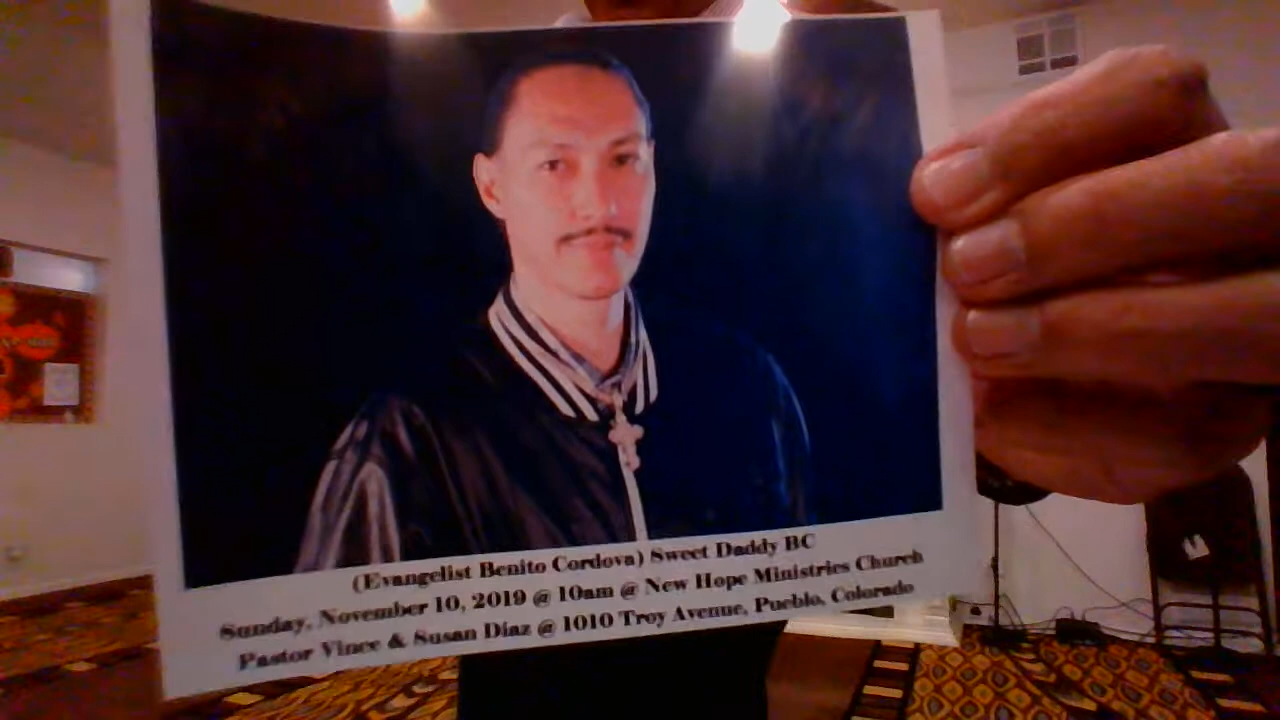 (Evangelist Benito Cordova) Sweet Daddy BC
Sunday, November 10, 2019 @ 10am @ New Hope Ministries Church
Pastor Vince & Susan Diaz @ 1010 Troy Avenue, Pueblo, Colorado